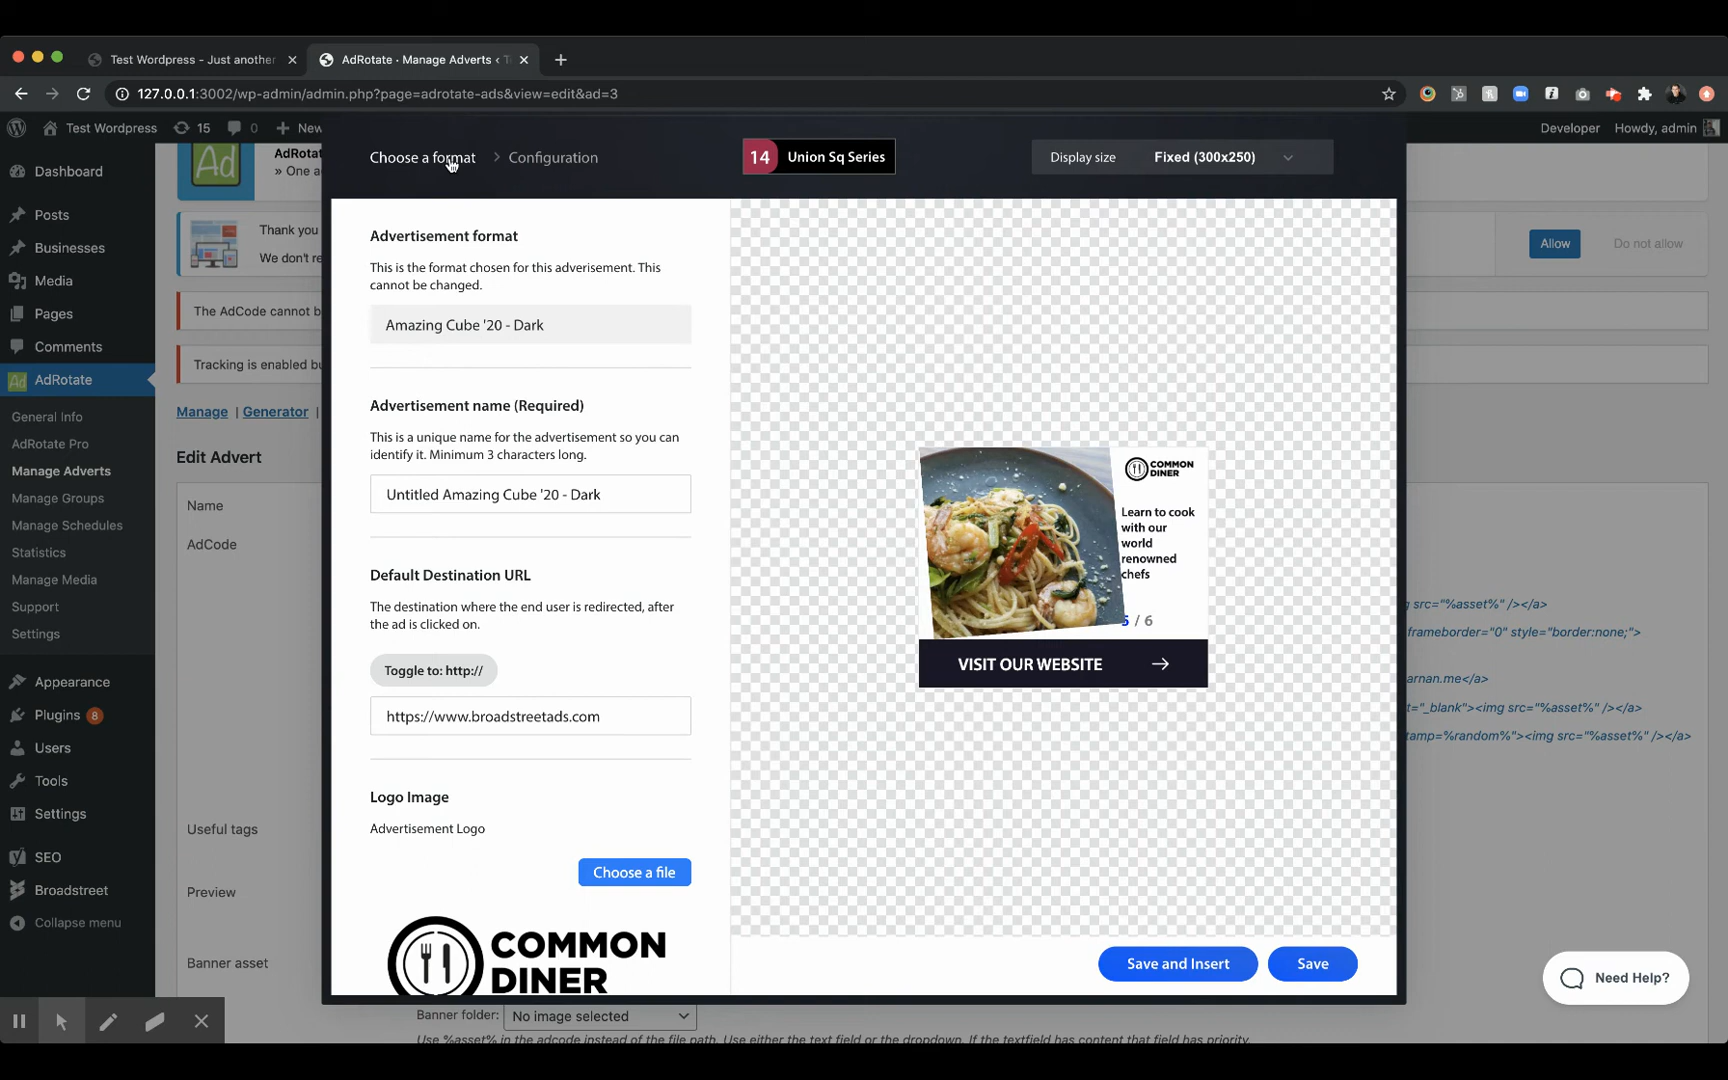 Test Wordpress - Just another
AdRotate · Manage Adverts ‹ T
127.0.0.1:3002/wp-admin/admin.php?page=adrotate-ads&view=edit&ad=3
Test Wordpress 15 0 New
Developer Howdy, admin
Dashboard
Posts
Businesses
Media
Pages
Comments
AdRotate
General Info
AdRotate Pro
Manage Adverts
Manage Groups
Manage Schedules
Statistics
Manage Media
Support
Settings
Appearance
Plugins 8
Users
Tools
Settings
SEO
Broadstreet
Collapse menu
Ad
AdRotat
» One a
Thank you
We don't re
Allow Do not allow
The AdCode cannot b
Tracking is enabled bu
Manage | Generator |
Edit Advert
Name
AdCode
Useful tags
Preview
Banner asset
Choose a format > Configuration
14 Union Sq Series
Display size Fixed (300x250)
Advertisement format
This is the format chosen for this adverisement. This
cannot be changed.
Amazing Cube '20 - Dark
Advertisement name (Required)
This is a unique name for the advertisement so you can
identify it. Minimum 3 characters long.
Untitled Amazing Cube '20 - Dark
Default Destination URL
The destination where the end user is redirected, after
the ad is clicked on.
Toggle to: http://
https://www.broadstreetads.com
Logo Image
Advertisement Logo
Choose a file
COMMON
DINER
COMMON
DINER
Learn to cook
with our
world
renowned
chefs
5 / 6
VISIT OUR WEBSITE
Save and Insert Save
g src="%asset%" /></a>
frameborder="0" style="border:none;">
arnan.me</a>
t="_blank"><img src="%asset%" /></a>
tamp=%random%"><img src="%asset%" /></a>
Need Help?
Banner folder: No image selected
Use %asset% in the adcode instead of the file path. Use either the text field or the dropdown. If the textfield has content that field has priority.